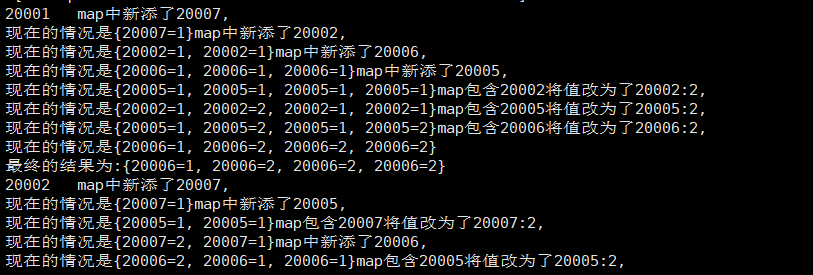 20001   map中新添了20007,
现在的情况是{20007=1}map中新添了20002,
现在的情况是{20002=1, 20002=1}map中新添了20006,
现在的情况是{20006=1, 20006=1, 20006=1}map中新添了20005,
现在的情况是{20005=1, 20005=1, 20005=1, 20005=1}map包含20002将值改为了20002:2,
现在的情况是{20002=1, 20002=2, 20002=1, 20002=1}map包含20005将值改为了20005:2,
现在的情况是{20005=1, 20005=2, 20005=1, 20005=2}map包含20006将值改为了20006:2,
现在的情况是{20006=1, 20006=2, 20006=2, 20006=2}
最终的结果为:{20006=1, 20006=2, 20006=2, 20006=2}
20002   map中新添了20007,
现在的情况是{20007=1}map中新添了20005,
现在的情况是{20005=1, 20005=1}map包含20007将值改为了20007:2,
现在的情况是{20007=2, 20007=1}map中新添了20006,
现在的情况是{20006=2, 20006=1, 20006=1}map包含20005将值改为了20005:2,